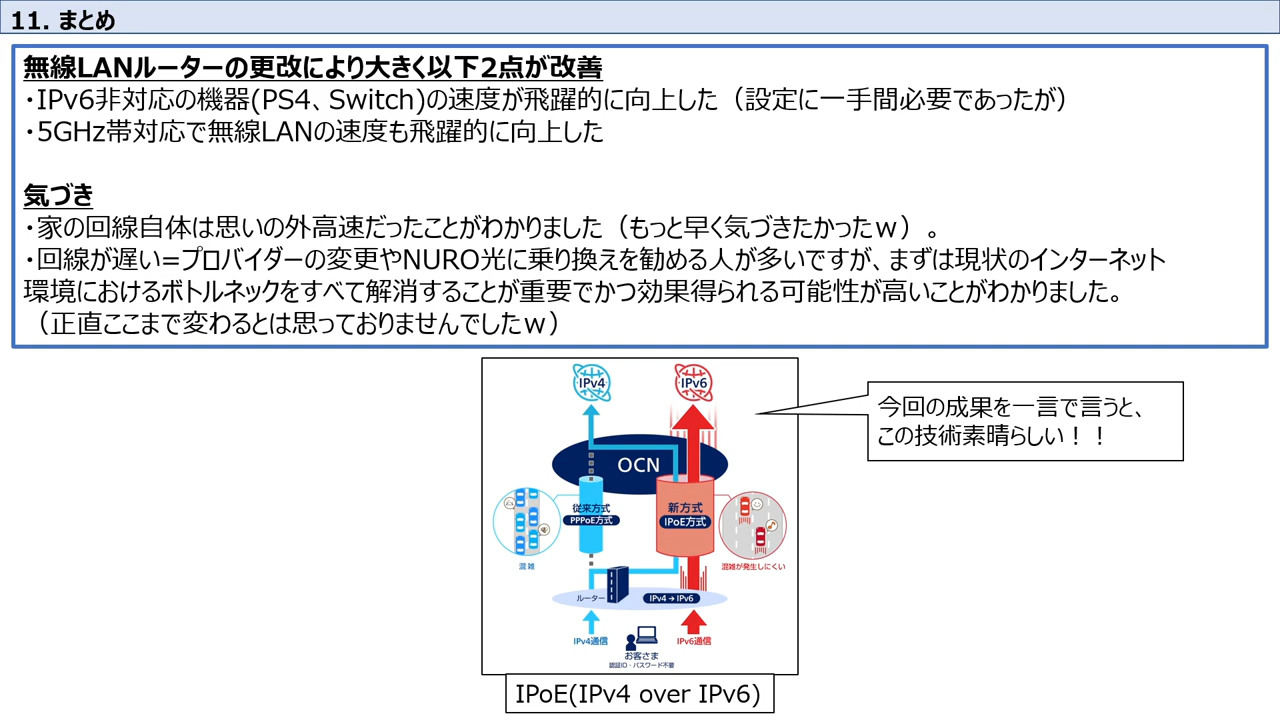 11. まとめ
無線LANルーターの更改により大きく以下2点が改善
・IPv6非対応の機器(PS4、Switch)の速度が飛躍的に向上した（設定に一手間必要であったが）
・5GHz帯対応で無線LANの速度も飛躍的に向上した
気づき
・家の回線自体は思いの外高速だったことがわかりました（もっと早く気づきたかったｗ）。
・回線が遅い=プロバイダーの変更やNURO光に乗り換えを勧める人が多いですが、まずは現状のインターネット
環境におけるボトルネックをすべて解消することが重要でかつ効果得られる可能性が高いことがわかりました。
（正直ここまで変わるとは思っておりませんでしたｗ）
IPv4
IPv6
今回の成果を一言で言うと、
この技術素晴らしい！！
OCN
従来方式
PPPoE方式
新方式
IPoE方式
混雑
混雑が発生しにくい
ルーター
IPv4➔IPv6
IPv4通信
IPv6通信
お客さま
認証ID・パスワード不要
IPoE(IPv4 over IPv6)